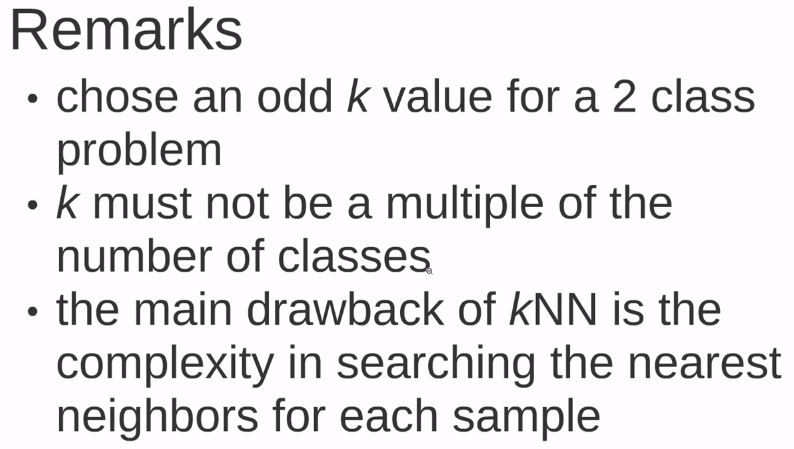 Remarks
• chose an odd k value for a 2 class
problem
• k must not be a multiple of the
number of classes
• the main drawback of kNN is the
complexity in searching the nearest
neighbors for each sample